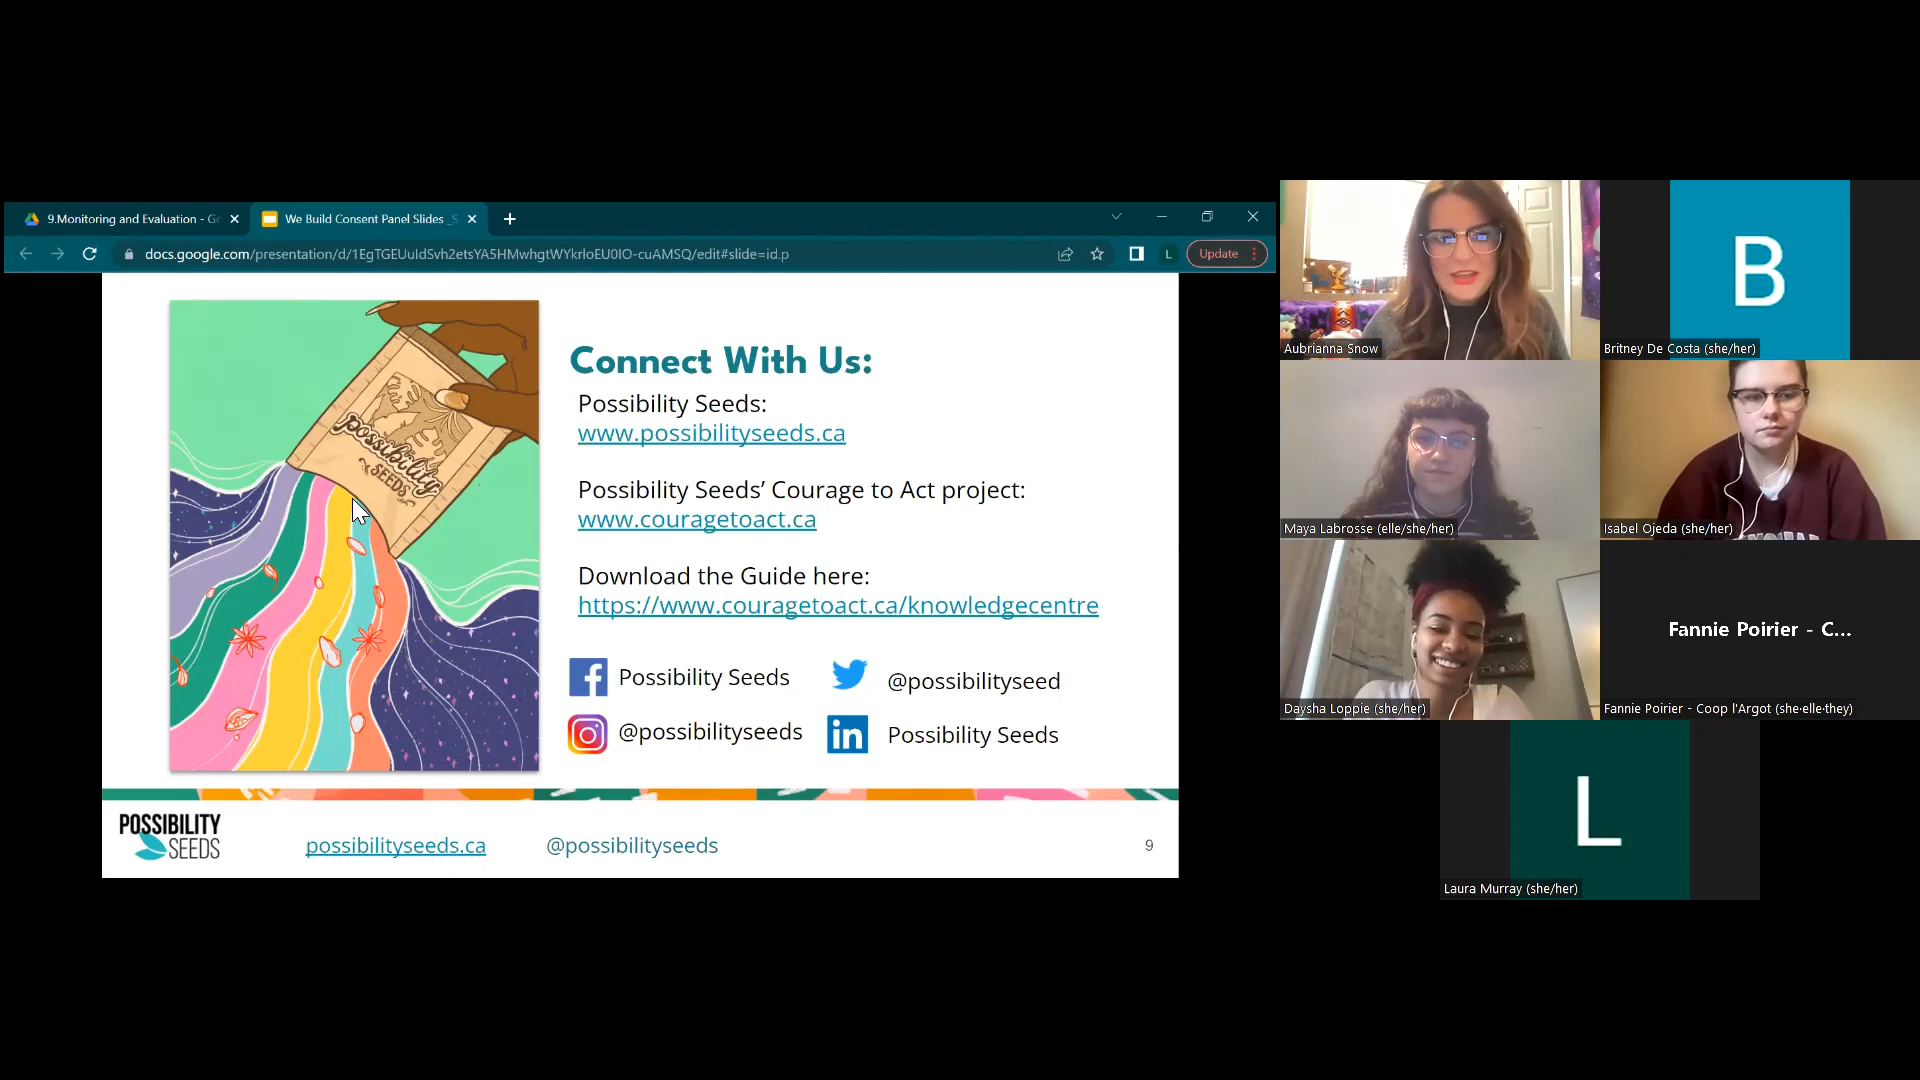 9.Monitoring and Evaluation - Go
We Build Consent Panel Slides _S
docs.google.com/presentation/d/1EgTGEUuIdSvh2etsYA5HMwhgtWYkrloEU0IO-cuAMSQ/edit#slide=id.p
L
Update
possibility
SEEDS
Connect With Us:
Possibility Seeds:
www.possibilityseeds.ca
Possibility Seeds’ Courage to Act project:
www.couragetoact.ca
Download the Guide here:
https://www.couragetoact.ca/knowledgecentre
Possibility Seeds
@possibilityseed
@possibilityseeds
Possibility Seeds
POSSIBILITY
SEEDS
possibilityseeds.ca
@possibilityseeds
9
Aubrianna Snow
B
Britney De Costa (she/her)
Maya Labrosse (elle/she/her)
Isabel Ojeda (she/her)
Daysha Loppie (she/her)
Fannie Poirier - C...
Fannie Poirier - Coop l'Argot (she·elle·they)
L
Laura Murray (she/her)